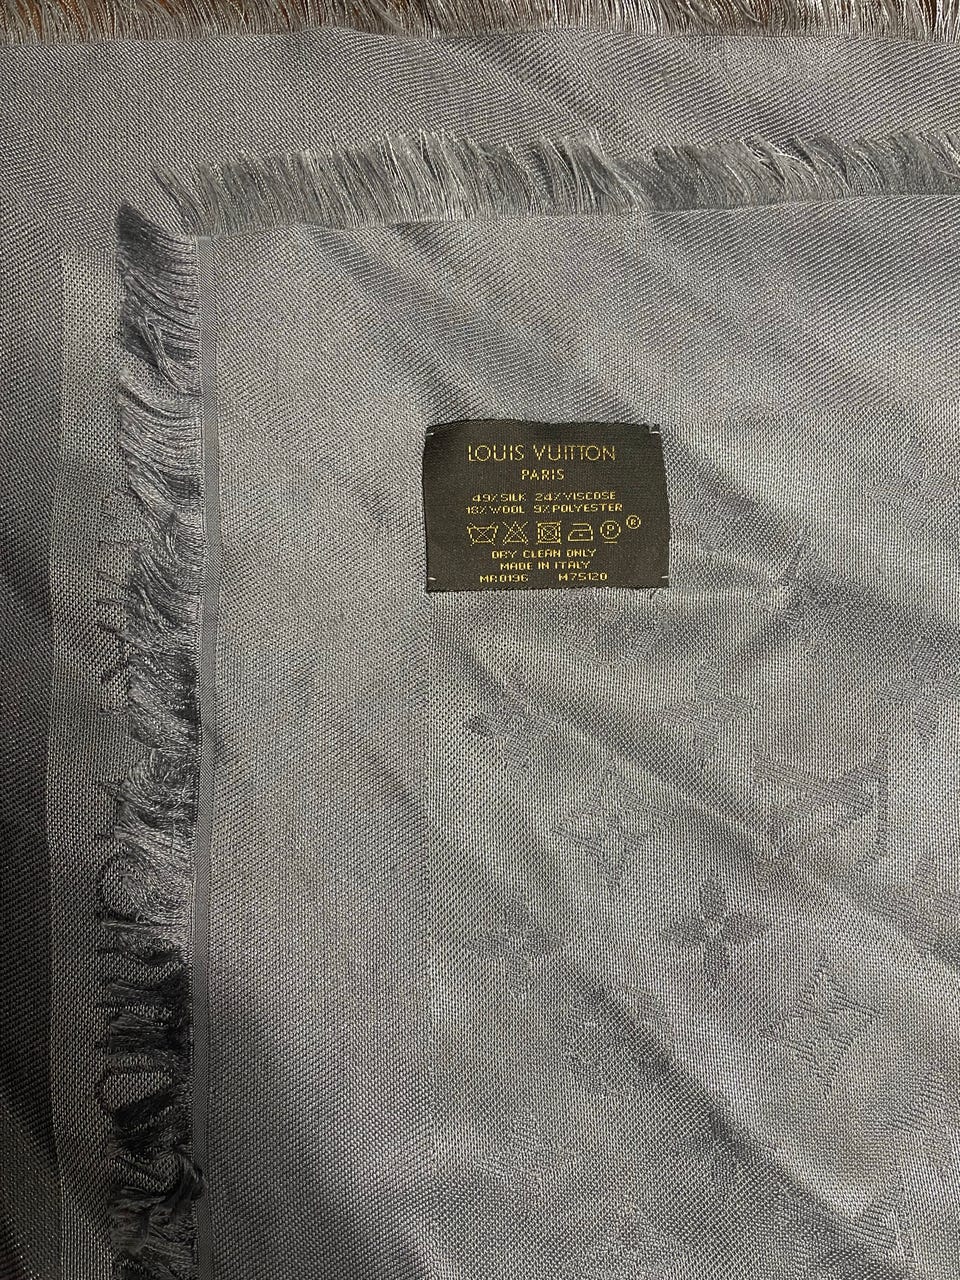 LOUIS VUITTON
PARIS
49% SILK 24% VISCOSE
18% WOOL 9% POLYESTER
P ®
DRY CLEAN ONLY
MADE IN ITALY
MR0196 M75120